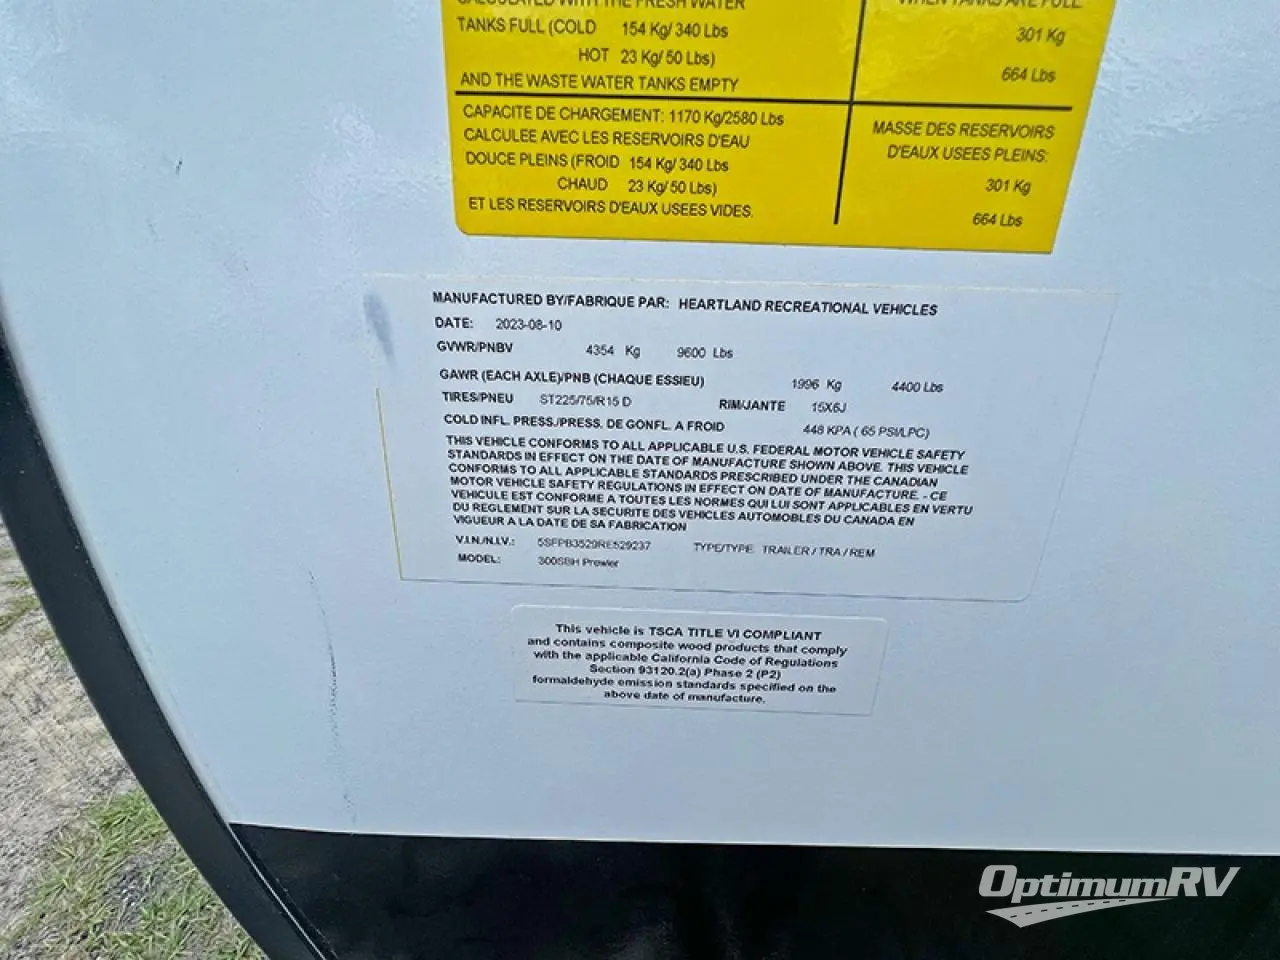 CALCULATED WITH THE FRESH WATER
TANKS FULL (COLD 154 Kg/ 340 Lbs
HOT 23 Kg/ 50 Lbs)
AND THE WASTE WATER TANKS EMPTY
WHEN TANKS ARE FULL
301 Kg
664 Lbs
CAPACITE DE CHARGEMENT: 1170 Kg/2580 Lbs
CALCULEE AVEC LES RESERVOIRS D'EAU
DOUCE PLEINS (FROID 154 Kg/ 340 Lbs
CHAUD 23 Kg/ 50 Lbs)
ET LES RESERVOIRS D'EAUX USEES VIDES.
MASSE DES RESERVOIRS
D'EAUX USEES PLEINS:
301 Kg
664 Lbs
MANUFACTURED BY/FABRIQUE PAR: HEARTLAND RECREATIONAL VEHICLES
DATE: 2023-08-10
GVWR/PNBV 4354 Kg 9600 Lbs
GAWR (EACH AXLE)/PNB (CHAQUE ESSIEU) 1996 Kg 4400 Lbs
TIRES/PNEU ST225/75/R15 D RIM/JANTE 15X6J
COLD INFL. PRESS./PRESS. DE GONFL. A FROID 448 KPA ( 65 PSI/LPC)
THIS VEHICLE CONFORMS TO ALL APPLICABLE U.S. FEDERAL MOTOR VEHICLE SAFETY
STANDARDS IN EFFECT ON THE DATE OF MANUFACTURE SHOWN ABOVE. THIS VEHICLE
CONFORMS TO ALL APPLICABLE STANDARDS PRESCRIBED UNDER THE CANADIAN
MOTOR VEHICLE SAFETY REGULATIONS IN EFFECT ON DATE OF MANUFACTURE. - CE
VEHICULE EST CONFORME A TOUTES LES NORMES QUI LUI SONT APPLICABLES EN VERTU
DU REGLEMENT SUR LA SECURITE DES VEHICLES AUTOMOBLES DU CANADA EN
VIGUEUR A LA DATE DE SA FABRICATION
V.I.N./N.I.V.: 5SFPB3529RE529237 TYPE/TYPE TRAILER / TRA / REM
MODEL: 300SBH Prowler
This vehicle is TSCA TITLE VI COMPLIANT
and contains composite wood products that comply
with the applicable California Code of Regulations
Section 93120.2(a) Phase 2 (P2)
formaldehyde emission standards specified on the
above date of manufacture.
OptimumRV